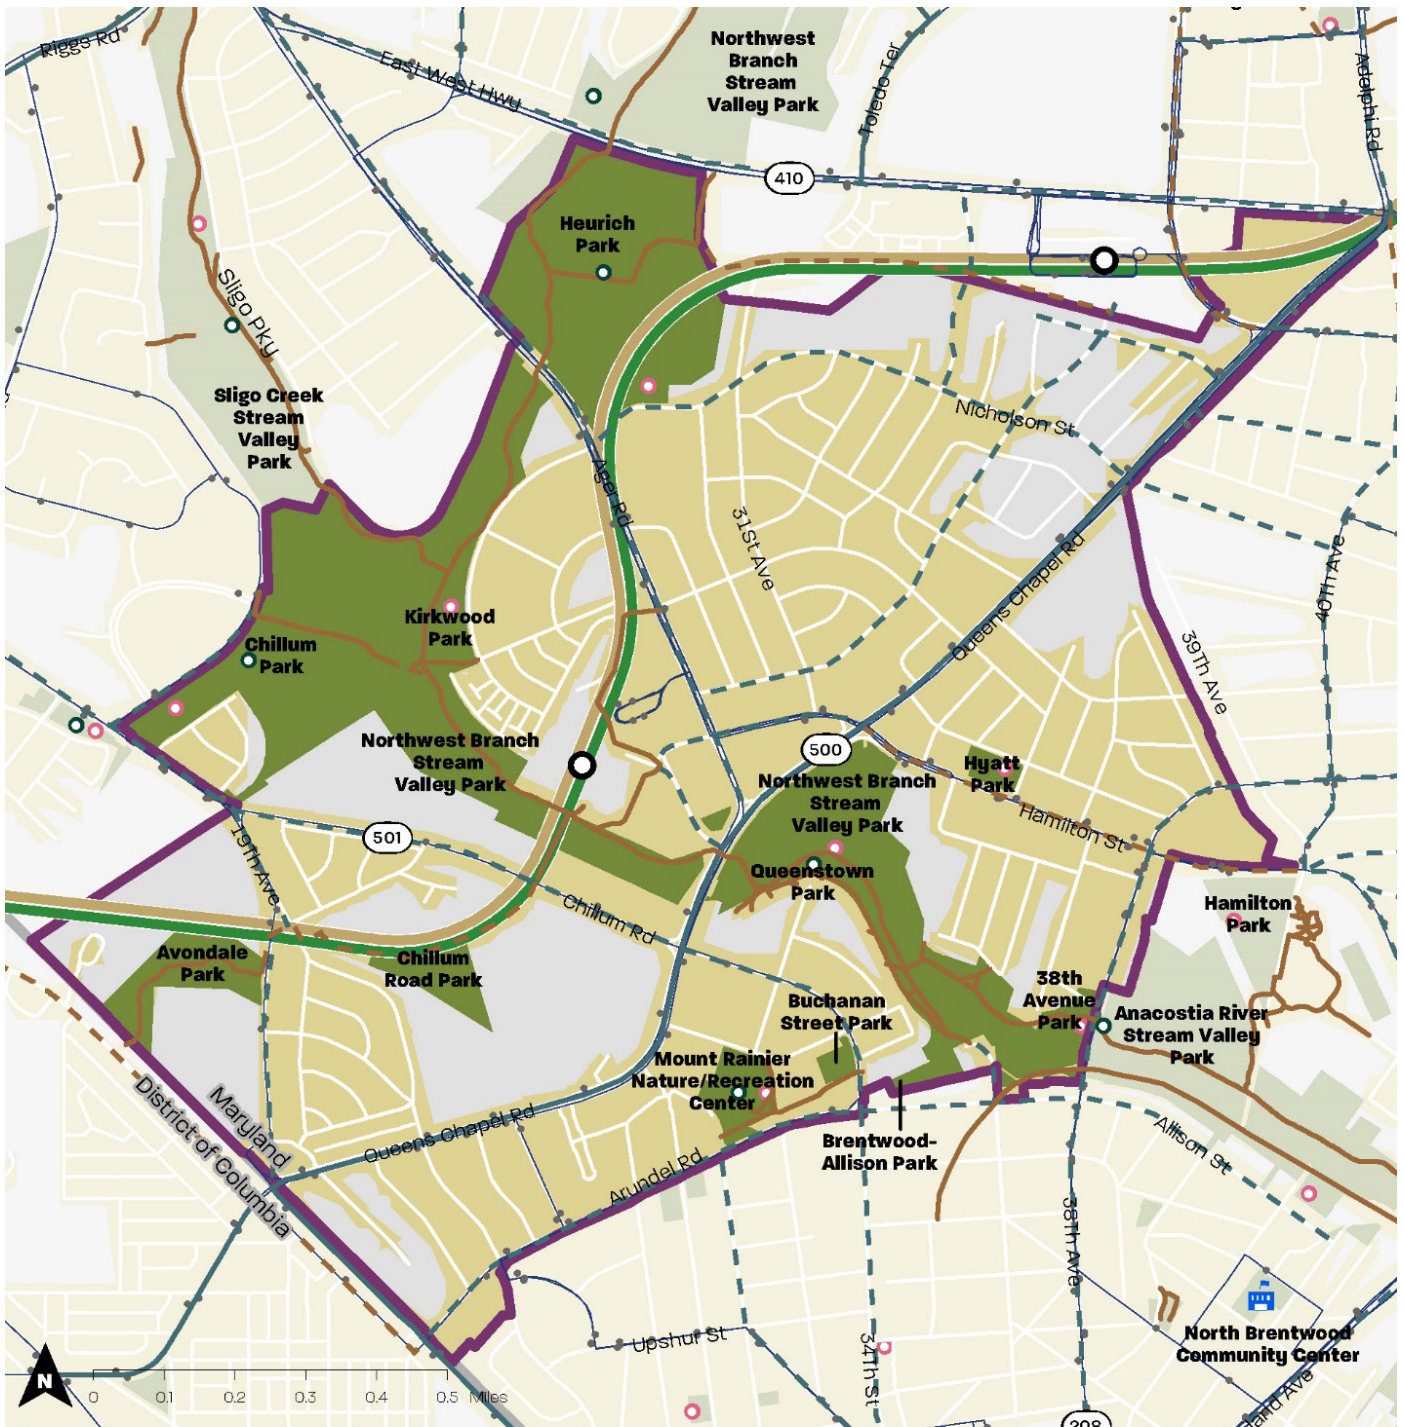 Riggs Rd
East West Hwy
Northwest
Branch
Stream
Valley Park
Toledo Ter
Adelphi Rd
410
Heurich
Park
Sligo Pky
Sligo Creek
Stream
Valley
Park
Nicholson St
Ager Rd
31St Ave
Queens Chapel Rd
40Th Ave
39Th Ave
Kirkwood
Park
Chillum
Park
Northwest Branch
Stream
Valley Park
500
Hyatt
Park
Northwest Branch
Stream
Valley Park
Hamilton St
501
19Th Ave
Queenstown
Park
Chillum Rd
Hamilton
Park
Avondale
Park
Chillum
Road Park
38th
Avenue
Park
Buchanan
Street Park
Anacostia River
Stream Valley
Park
Mount Rainier
Nature/Recreation
Center
Maryland
District of Columbia
Queens Chapel Rd
Brentwood-
Allison Park
Allison St
Arundel Rd
38Th Ave
34Th St
Upshur St
North Brentwood
Community Center
N
0 0.1 0.2 0.3 0.4 0.5 Miles
208